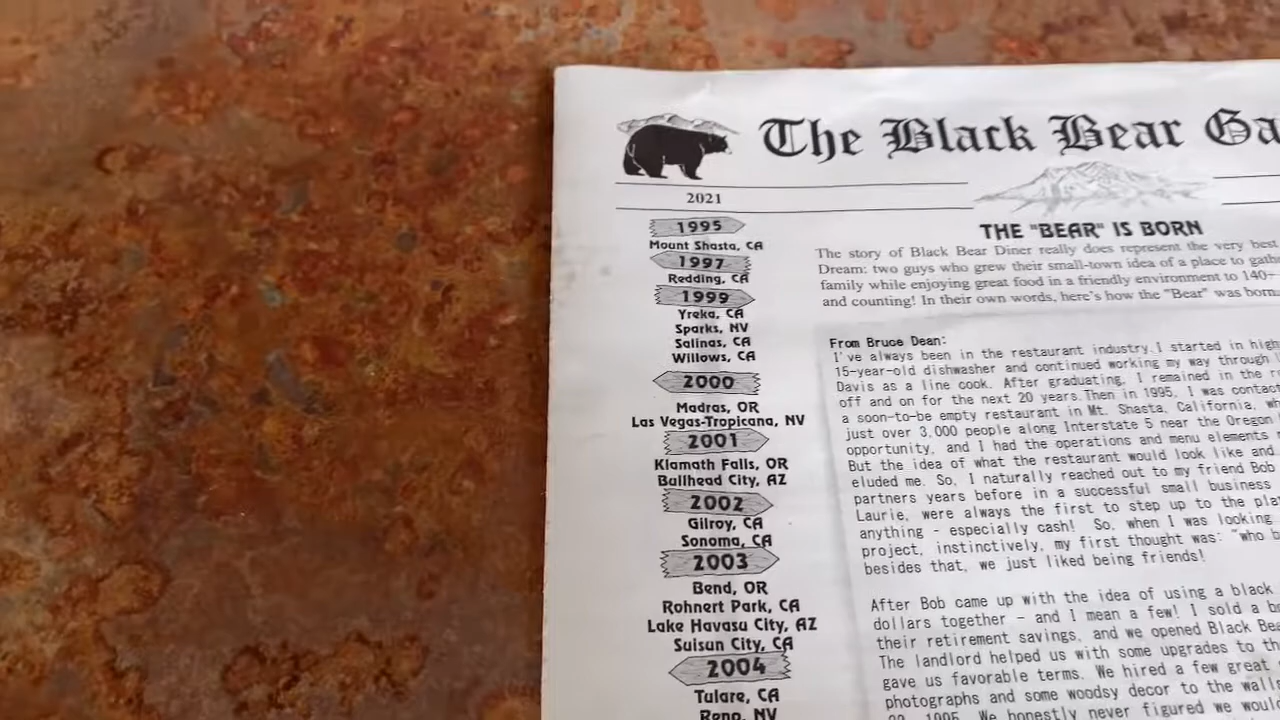 The Black Bear Ga
2021
1995
Mount Shasta, CA
1997
Redding, CA
1999
Yreka, CA
Sparks, NV
Salinas, CA
Willows, CA
2000
Madras, OR
Las Vegas-Tropicana, NV
2001
Klamath Falls, OR
Bullhead City, AZ
2002
Gilroy, CA
Sonoma, CA
2003
Bend, OR
Rohnert Park, CA
Lake Havasu City, AZ
Suisun City, CA
2004
Tulare, CA
Reno, NV
THE "BEAR" IS BORN
The story of Black Bear Diner really does represent the very best
Dream: two guys who grew their small-town idea of a place to gathe
family while enjoying great food in a friendly environment to 140-
and counting! In their own words, here's how the "Bear" was born.
From Bruce Dean:
I've always been in the restaurant industry. I started in high
15-year-old dishwasher and continued working my way through
Davis as a line cook. After graduating, I remained in the r
off and on for the next 20 years. Then in 1995, I was contac
a soon-to-be empty restaurant in Mt. Shasta, California, wh
just over 3,000 people along Interstate 5 near the Oregon
opportunity, and I had the operations and menu elements
But the idea of what the restaurant would look like and
eluded me. So, I naturally reached out to my friend Bob
partners years before in a successful small business
Laurie, were always the first to step up to the pla
anything - especially cash! So, when I was looking
project, instinctively, my first thought was: "who b
besides that, we just liked being friends!
After Bob came up with the idea of using a black
dollars together - and I mean a few! I sold a b
their retirement savings, and we opened Black Bea
The landlord helped us with some upgrades to th
gave us favorable terms. We hired a few great
photographs and some woodsy decor to the walls
1995. We honestly never figured we would